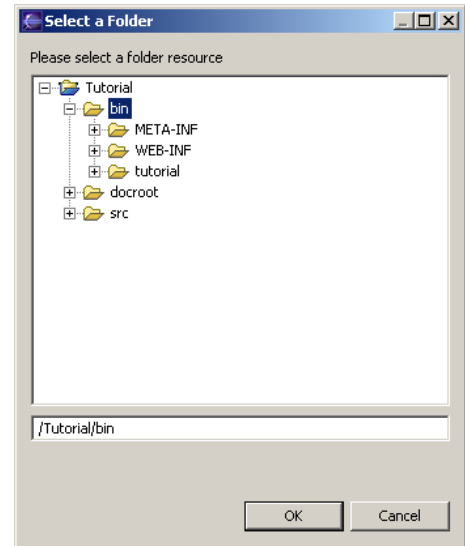 Select a Folder
Please select a folder resource
Tutorial
bin
META-INF
WEB-INF
tutorial
docroot
src
/Tutorial/bin
OK Cancel